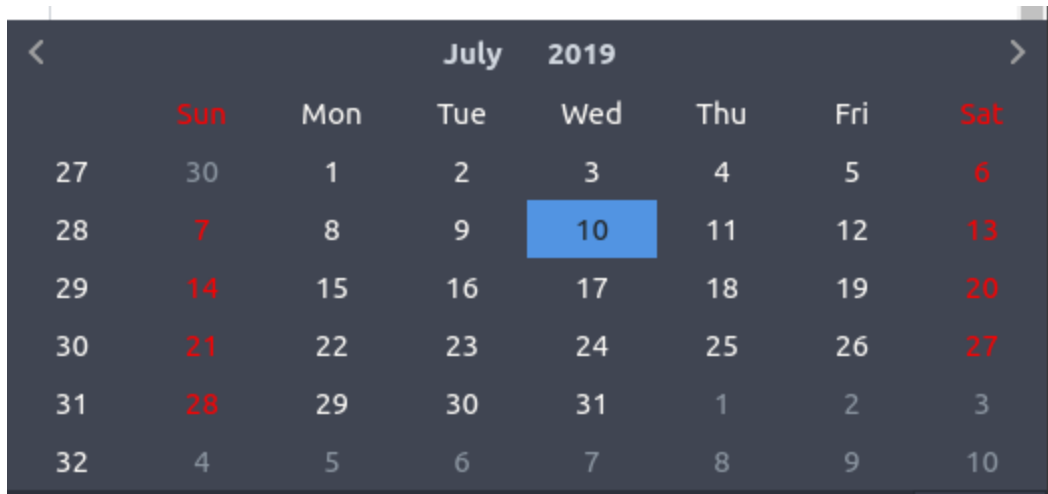 July 2019
Sun Mon Tue Wed Thu Fri Sat
27 30 1 2 3 4 5 6
28 7 8 9 10 11 12 13
29 14 15 16 17 18 19 20
30 21 22 23 24 25 26 27
31 28 29 30 31 1 2 3
32 4 5 6 7 8 9 10